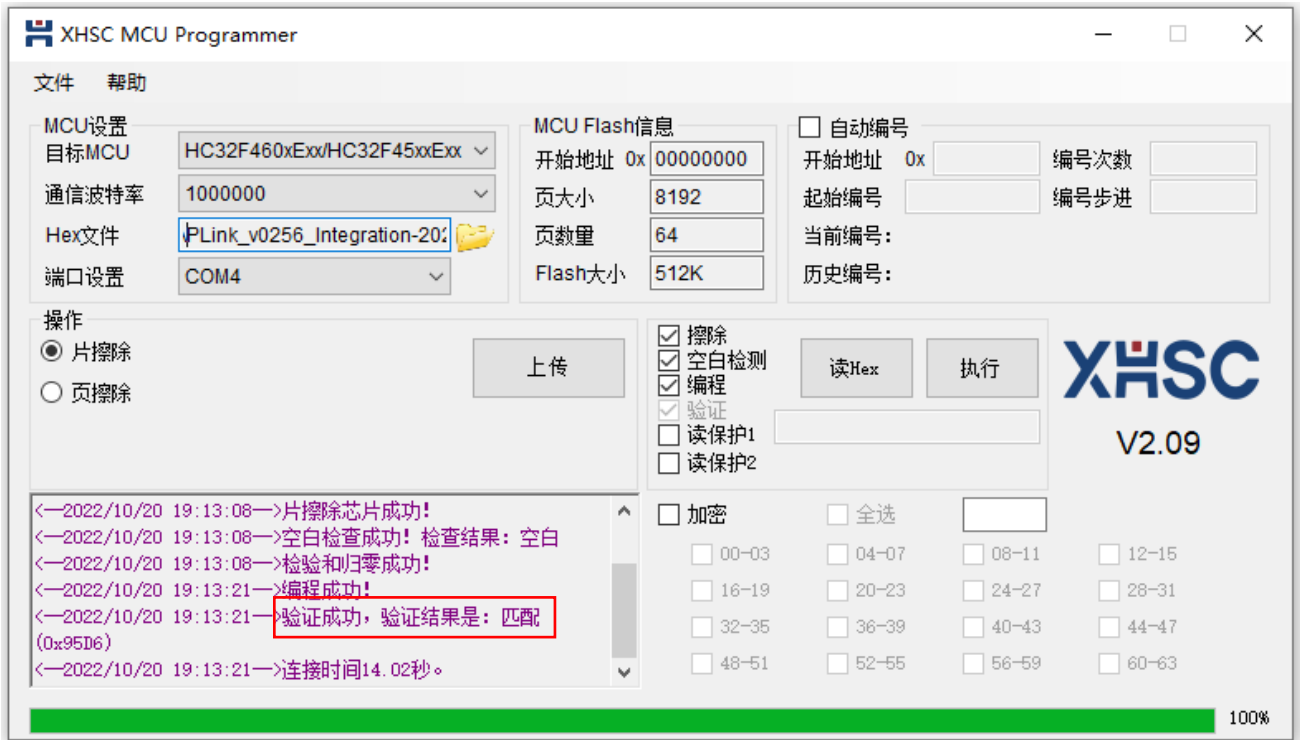 XHSC MCU Programmer
文件 帮助
MCU设置
目标MCU HC32F460xExx/HC32F45xxExx
通信波特率 1000000
Hex文件 PLink_v0256_Integration-202
端口设置 COM4
MCU Flash信息
开始地址 0x 00000000
页大小 8192
页数量 64
Flash大小 512K
自动编号
开始地址 0x 编号次数
起始编号 编号步进
当前编号:
历史编号:
操作
片擦除
页擦除
上传
擦除
空白检测
编程
验证
读保护1
读保护2
读Hex 执行
XHSC
V2.09
<—2022/10/20 19:13:08—>片擦除芯片成功!
<—2022/10/20 19:13:08—>空白检查成功! 检查结果: 空白
<—2022/10/20 19:13:08—>检验和归零成功!
<—2022/10/20 19:13:21—>编程成功!
<—2022/10/20 19:13:21—>验证成功，验证结果是: 匹配
(0x95D6)
<—2022/10/20 19:13:21—>连接时间14.02秒。
加密 全选
00-03 04-07 08-11 12-15
16-19 20-23 24-27 28-31
32-35 36-39 40-43 44-47
48-51 52-55 56-59 60-63
100%